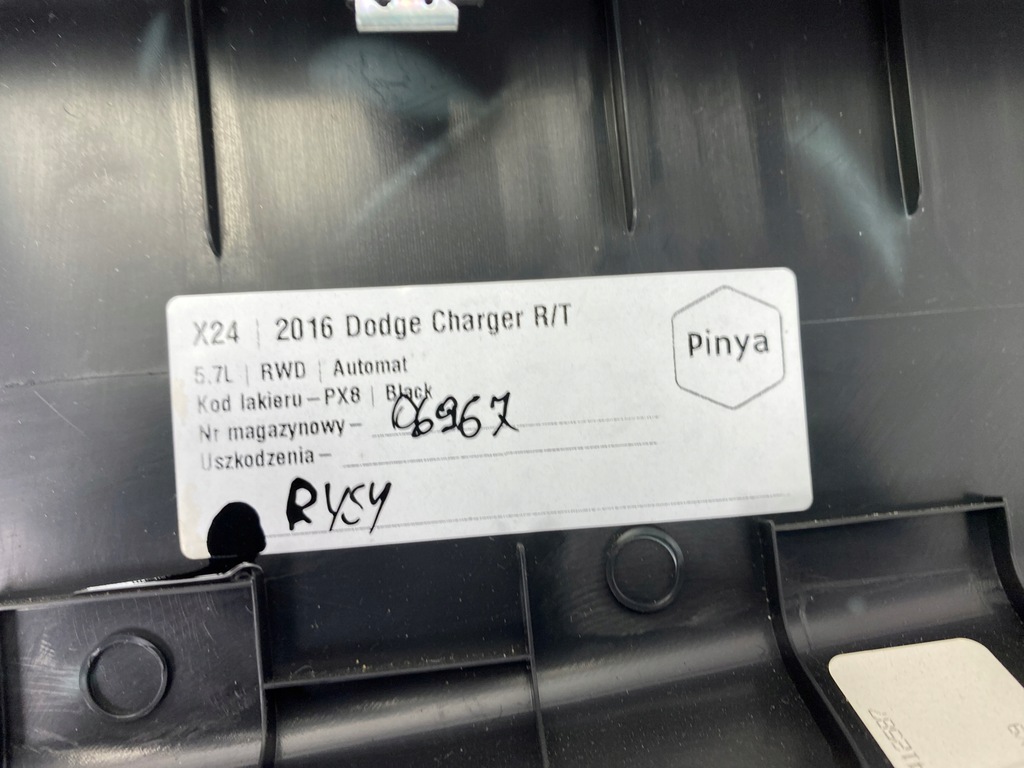 X24 | 2016 Dodge Charger R/T
Pinya
5.7L | RWD | Automat
Kod lakieru – PX8 | Black
Nr magazynowy – 06967
Uszkodzenia –
RYSY